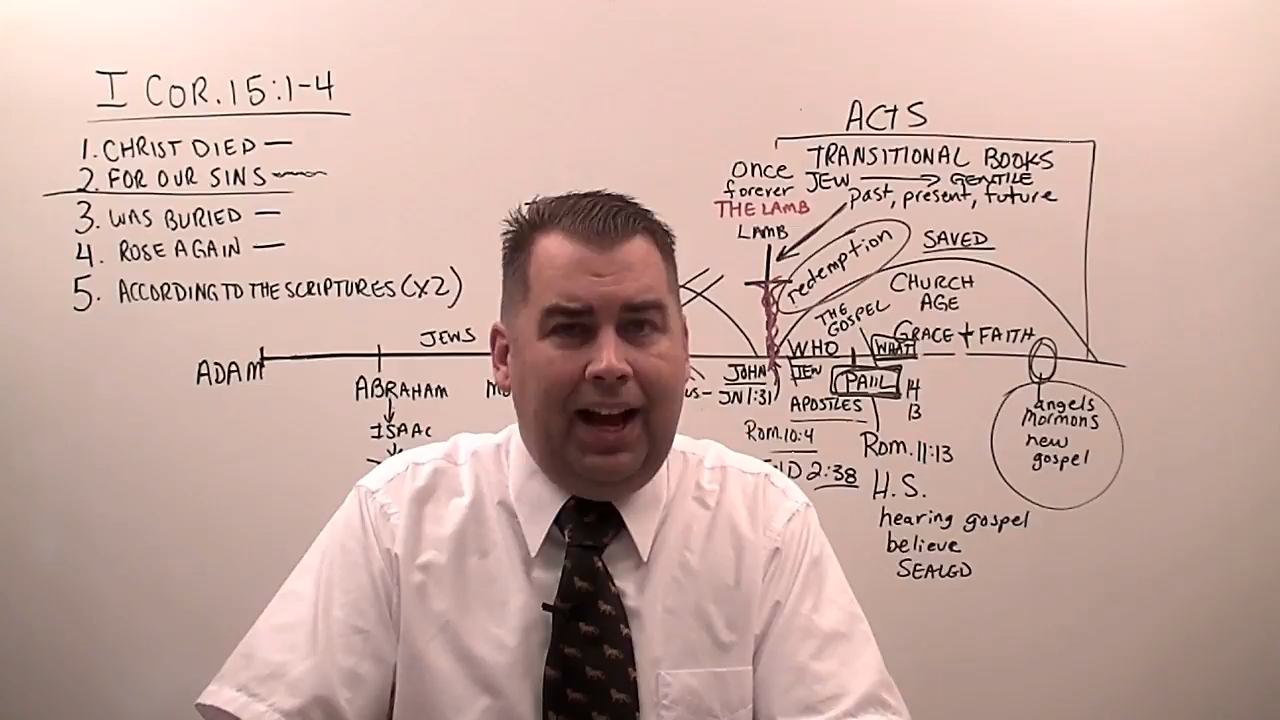 I COR. 15:1-4
1. CHRIST DIED —
2. FOR OUR SINS
3. WAS BURIED —
4. ROSE AGAIN —
5. ACCORDING TO THE SCRIPTURES (X2)
ACTS
TRANSITIONAL BOOKS
JEW → GENTILE
past, present, future
Once
forever
THE LAMB
LAMB
redemption
SAVED
CHURCH
AGE
THE
GOSPEL
GRACE + FAITH
JEWS
ADAM
ABRAHAM
ISAAC
WHO
WHAT
JOHN
JN 1:31
JEW
PAUL
14
13
APOSTLES
Rom. 10:4
2:38
Rom. 11:13
H.S.
hearing gospel
believe
SEALED
angels
Mormons
new
gospel